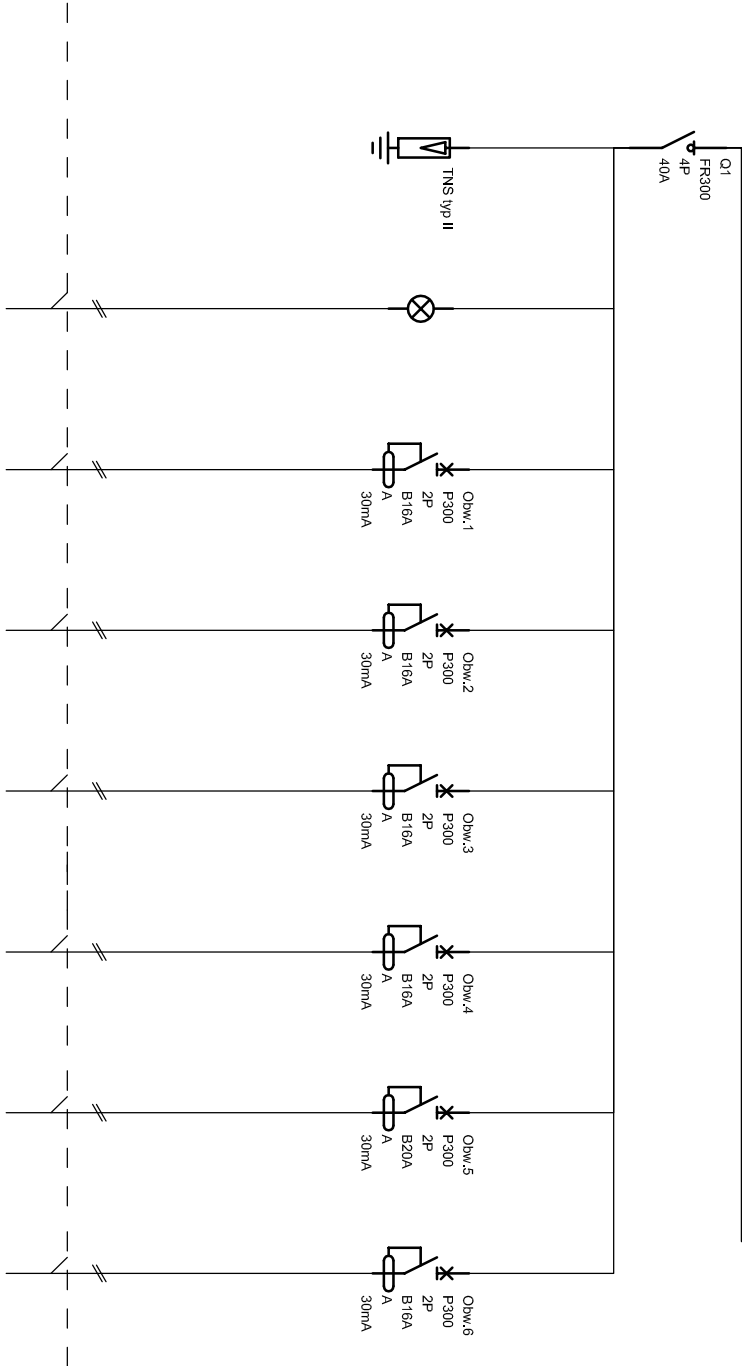 Q1
FR300
4P
40A
TNS typ II
Obw.1
P300
2P
B16A
A
30mA
Obw.2
P300
2P
B16A
A
30mA
Obw.3
P300
2P
B16A
A
30mA
Obw.4
P300
2P
B16A
A
30mA
Obw.5
P300
2P
B20A
A
30mA
Obw.6
P300
2P
B16A
A
30mA